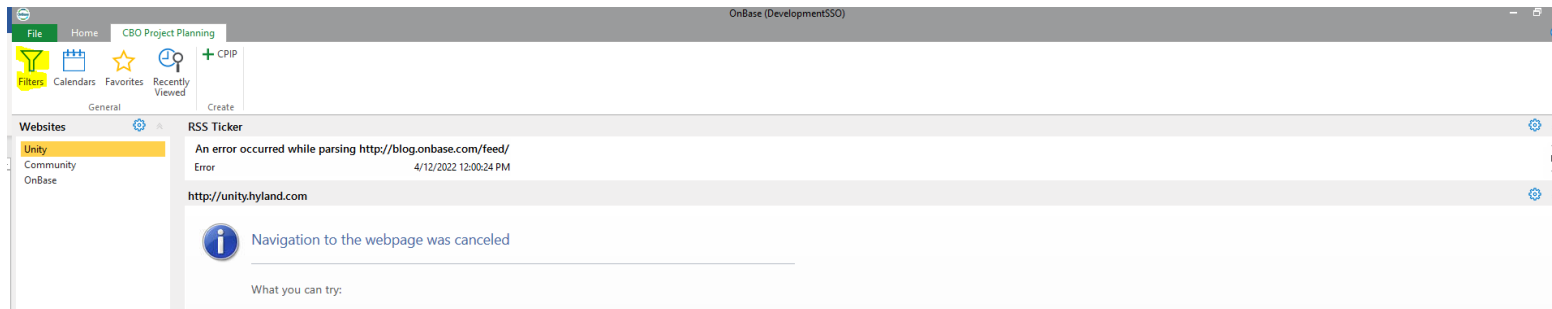 OnBase (DevelopmentSSO)
File Home CBO Project Planning
Filters Calendars Favorites Recently Viewed + CPIP
General Create
Websites
Unity
Community
OnBase
RSS Ticker
An error occurred while parsing http://blog.onbase.com/feed/
Error 4/12/2022 12:00:24 PM
http://unity.hyland.com
Navigation to the webpage was canceled
What you can try: